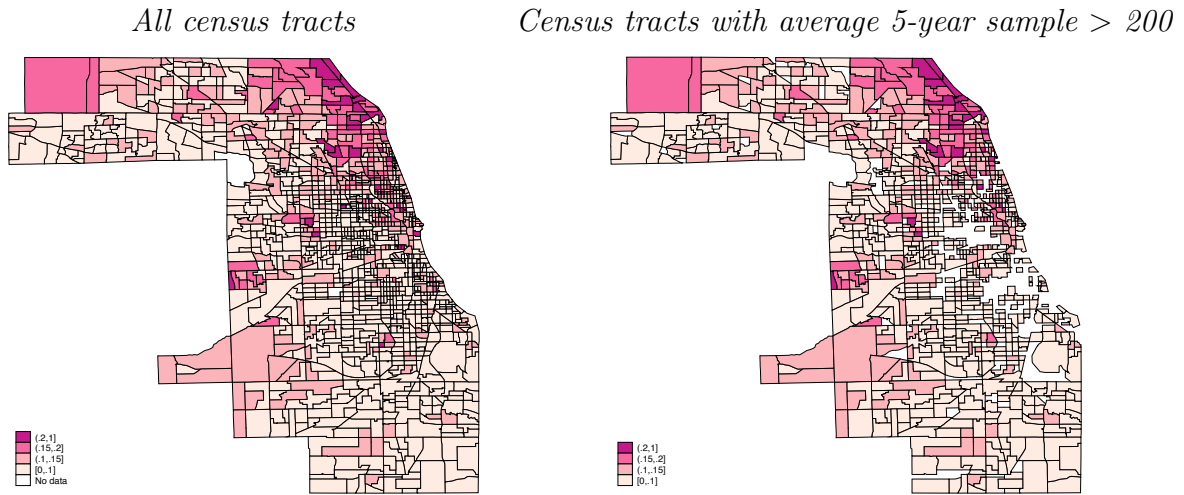 All census tracts
Census tracts with average 5-year sample > 200
(.2,1]
(.15,.2]
(.1,.15]
[0,.1]
No data
(.2,1]
(.15,.2]
(.1,.15]
[0,.1]